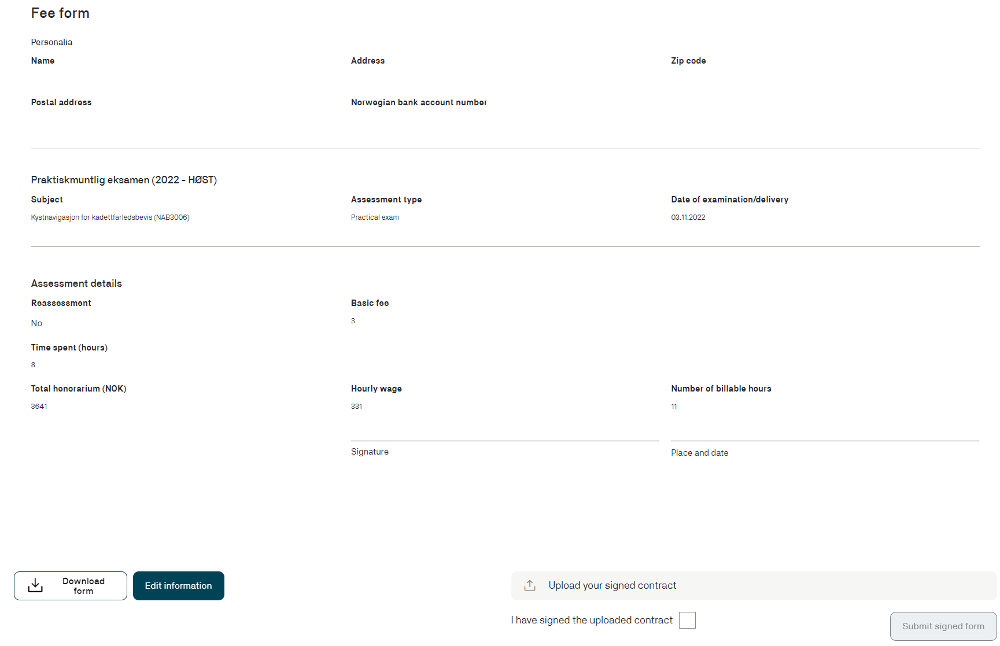 Fee form
Personalia
Name
Address
Zip code
Postal address
Norwegian bank account number
Praktiskmuntlig eksamen (2022 - HØST)
Subject
Assessment type
Date of examination/delivery
Kystnavigasjon for kadettfarledsbevis (NAB3006)
Practical exam
03.11.2022
Assessment details
Reassessment
Basic fee
No
3
Time spent (hours)
8
Total honorarium (NOK)
Hourly wage
Number of billable hours
3641
331
11
Signature
Place and date
Download
form
Edit information
Upload your signed contract
I have signed the uploaded contract
Submit signed form